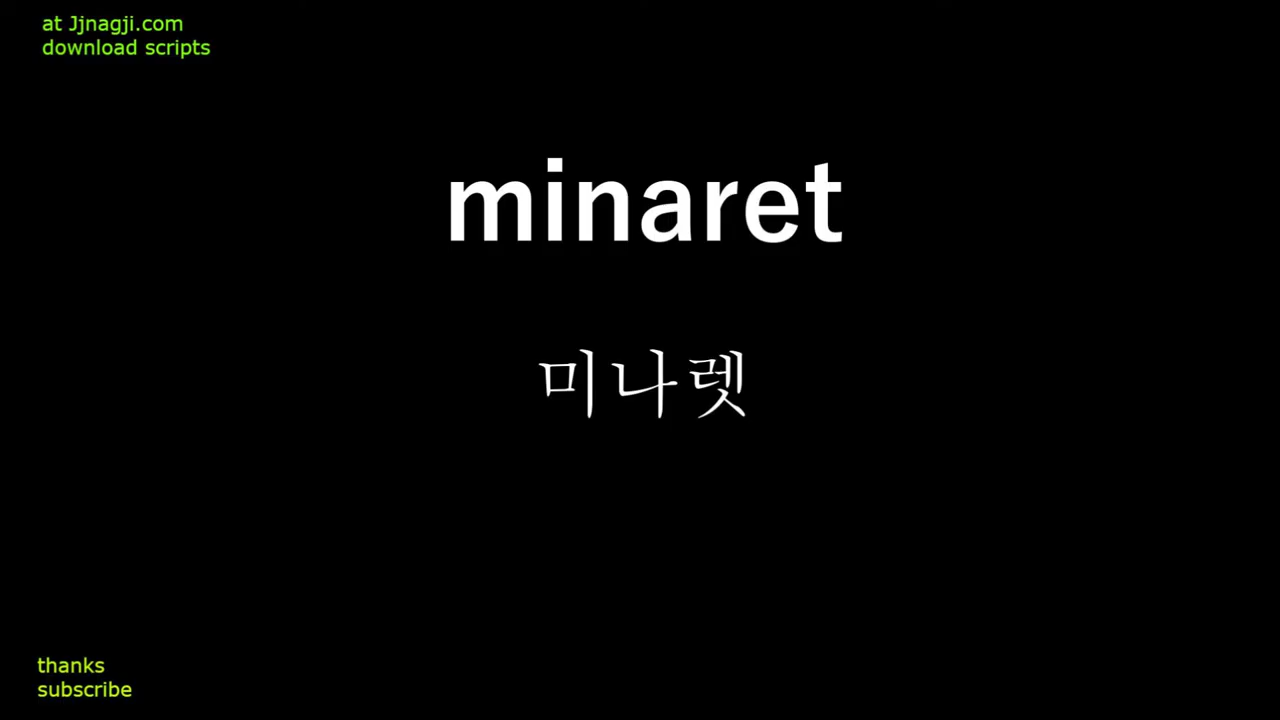 at Jjnagji.com
download scripts
minaret
미나렛
thanks
subscribe